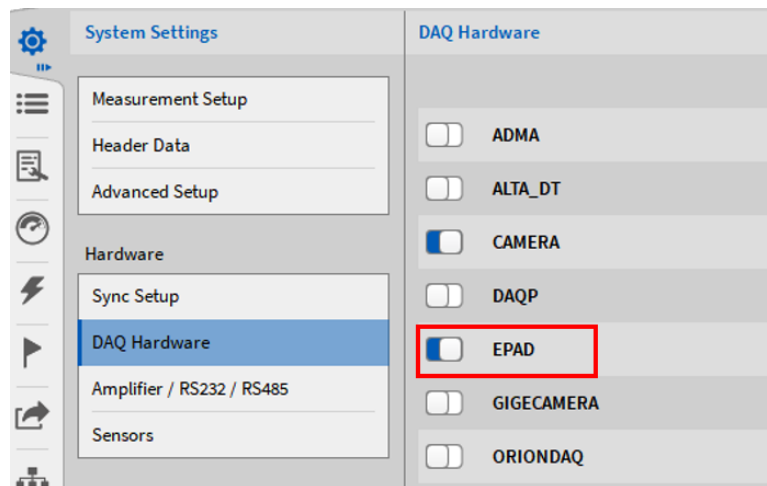 System Settings
Measurement Setup
Header Data
Advanced Setup
Hardware
Sync Setup
DAQ Hardware
Amplifier / RS232 / RS485
Sensors
DAQ Hardware
ADMA
ALTA_DT
CAMERA
DAQP
EPAD
GIGECAMERA
ORIONDAQ